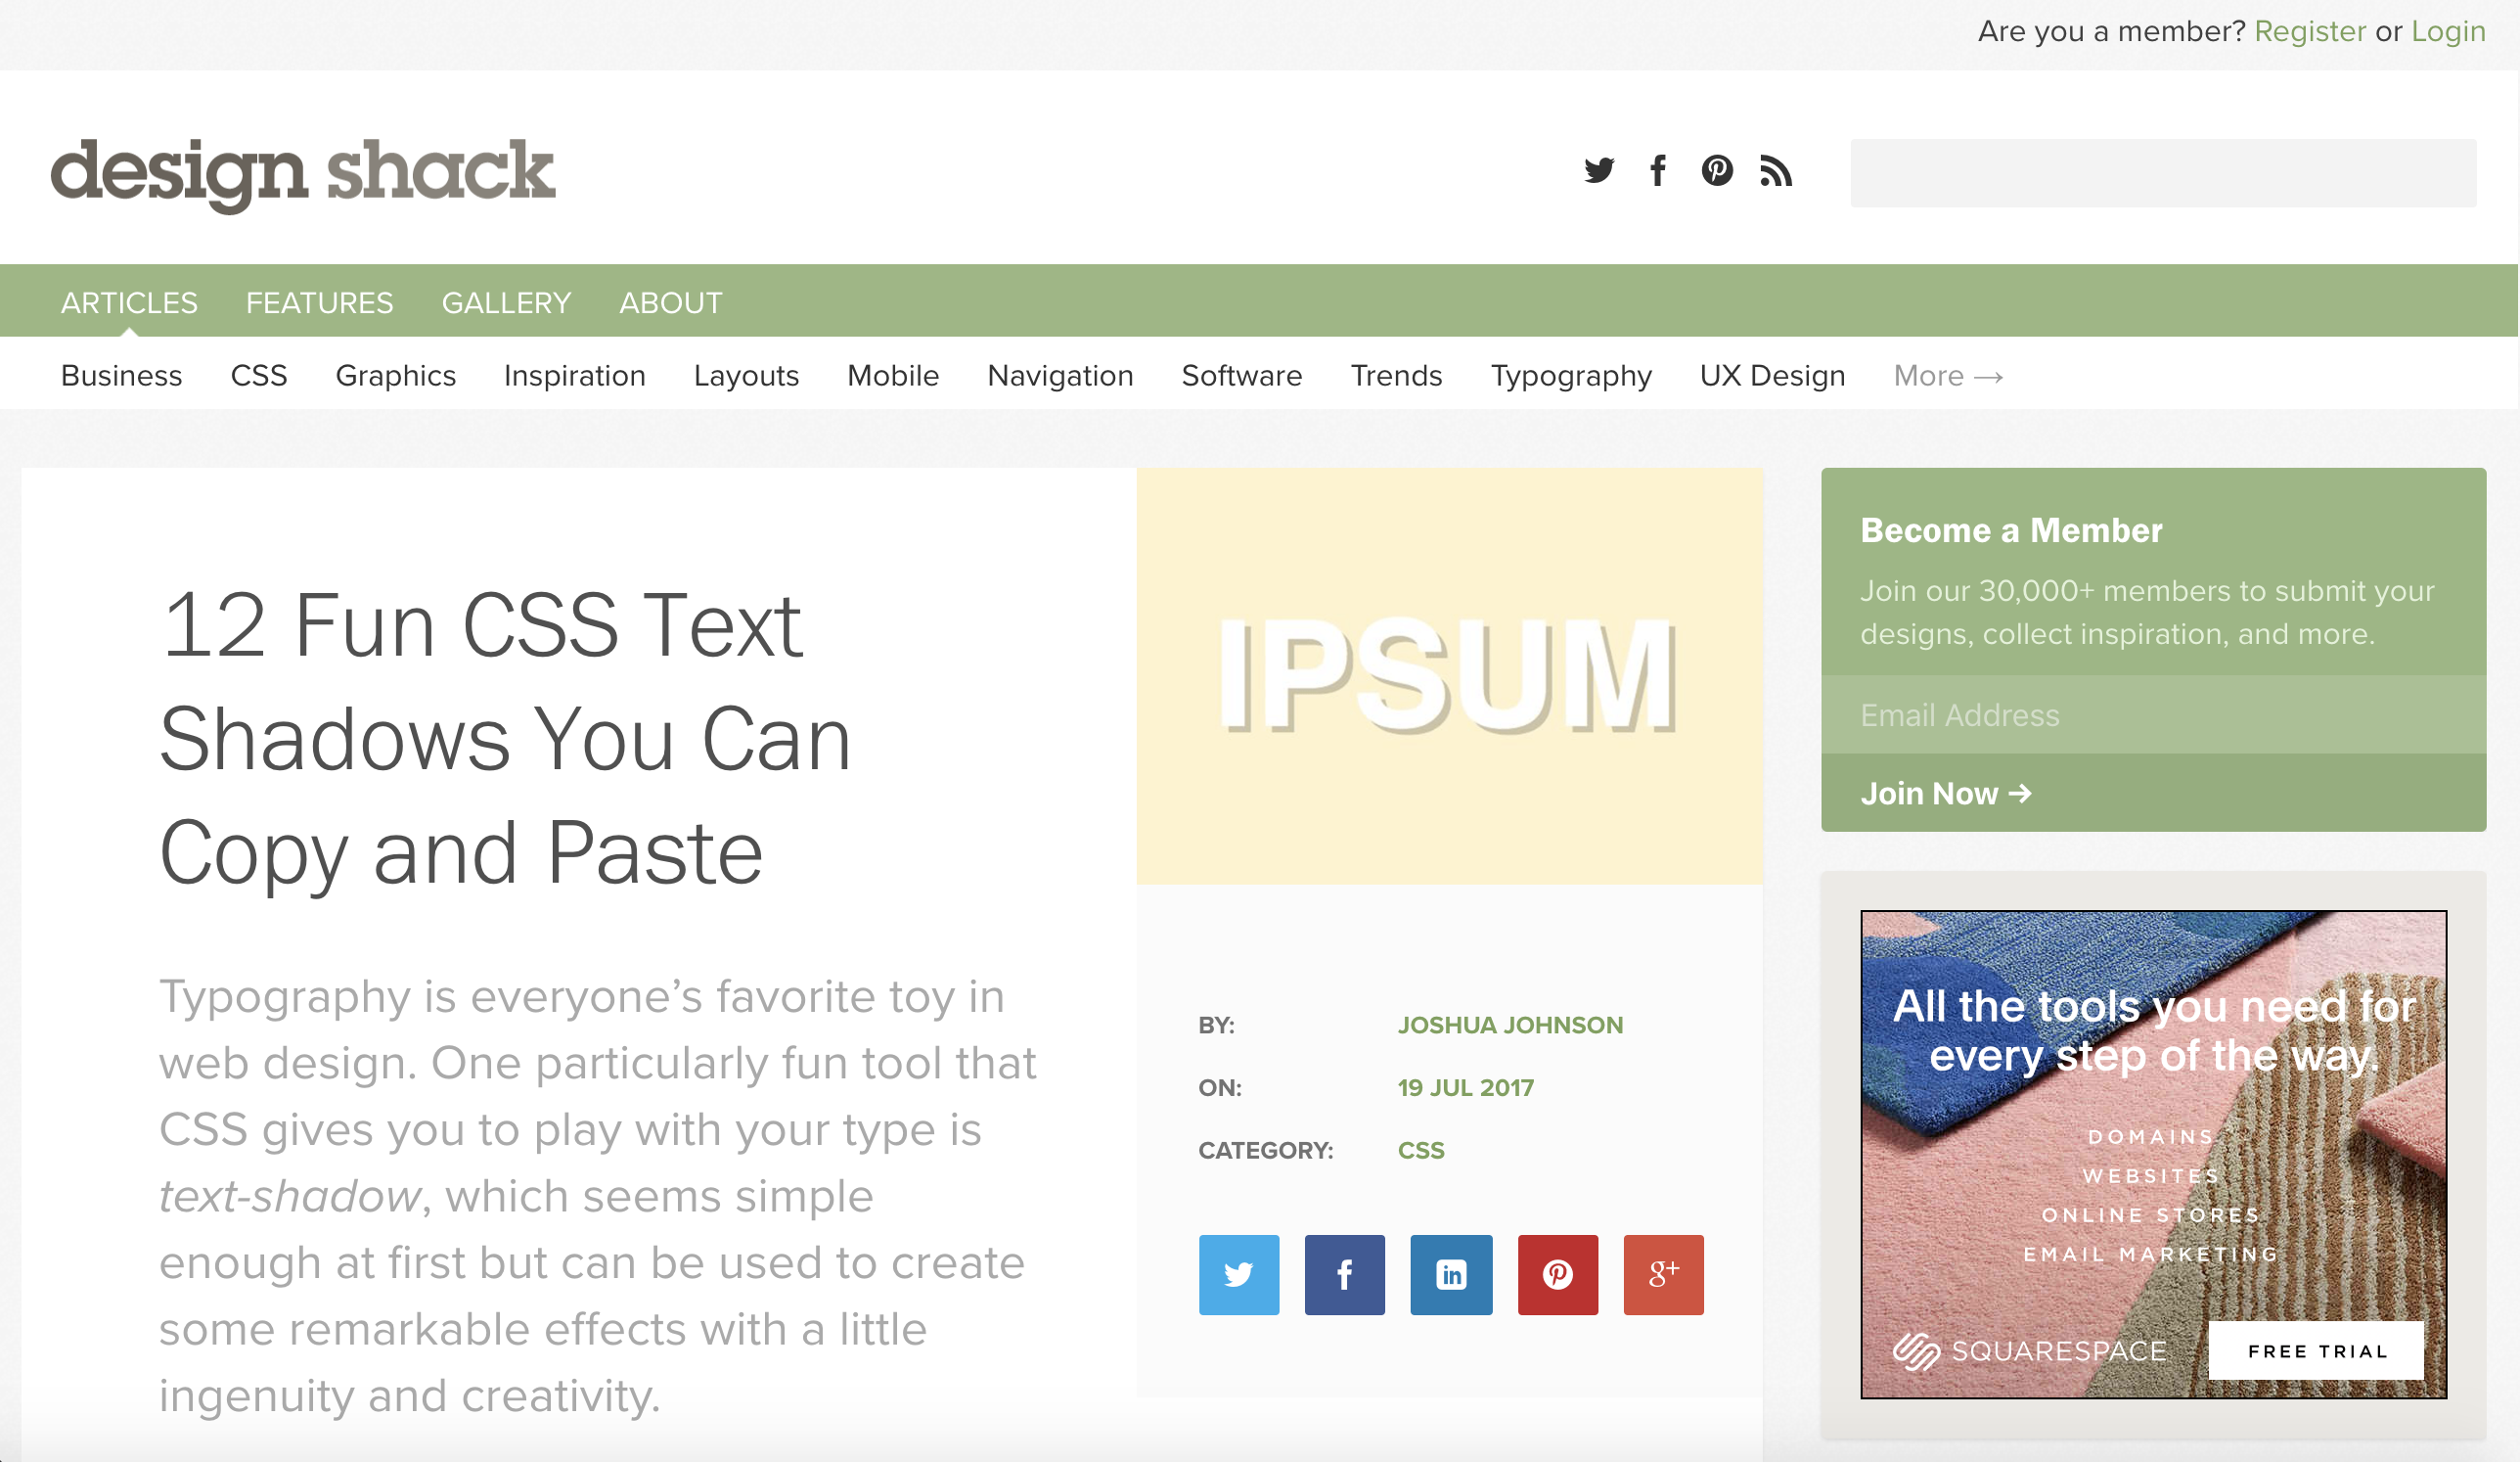 Are you a member? Register or Login
design shack
ARTICLES FEATURES GALLERY ABOUT
Business CSS Graphics Inspiration Layouts Mobile Navigation Software Trends Typography UX Design More →
12 Fun CSS Text
Shadows You Can
Copy and Paste
Typography is everyone’s favorite toy in
web design. One particularly fun tool that
CSS gives you to play with your type is
text-shadow, which seems simple
enough at first but can be used to create
some remarkable effects with a little
ingenuity and creativity.
IPSUM
BY: JOSHUA JOHNSON
ON: 19 JUL 2017
CATEGORY: CSS
f in g+
Become a Member
Join our 30,000+ members to submit your
designs, collect inspiration, and more.
Email Address
Join Now →
All the tools you need for
every step of the way.
DOMAINS
WEBSITES
ONLINE STORES
EMAIL MARKETING
SQUARESPACE
FREE TRIAL